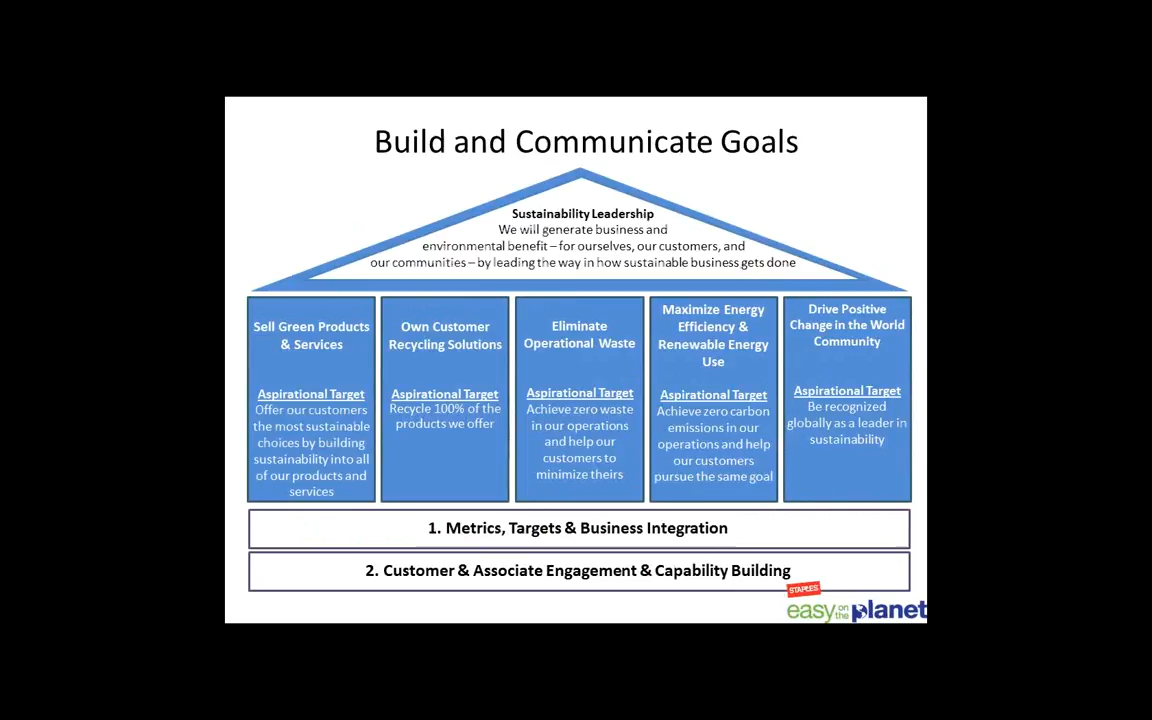 Build and Communicate Goals
Sustainability Leadership
We will generate business and
environmental benefit – for ourselves, our customers, and
our communities – by leading the way in how sustainable business gets done
Sell Green Products
& Services
Aspirational Target
Offer our customers
the most sustainable
choices by building
sustainability into all
of our products and
services
Own Customer
Recycling Solutions
Aspirational Target
Recycle 100% of the
products we offer
Eliminate
Operational Waste
Aspirational Target
Achieve zero waste
in our operations
and help our
customers to
minimize theirs
Maximize Energy
Efficiency &
Renewable Energy
Use
Aspirational Target
Achieve zero carbon
emissions in our
operations and help
our customers
pursue the same goal
Drive Positive
Change in the World
Community
Aspirational Target
Be recognized
globally as a leader in
sustainability
1. Metrics, Targets & Business Integration
2. Customer & Associate Engagement & Capability Building
STAPLES
easy on the planet